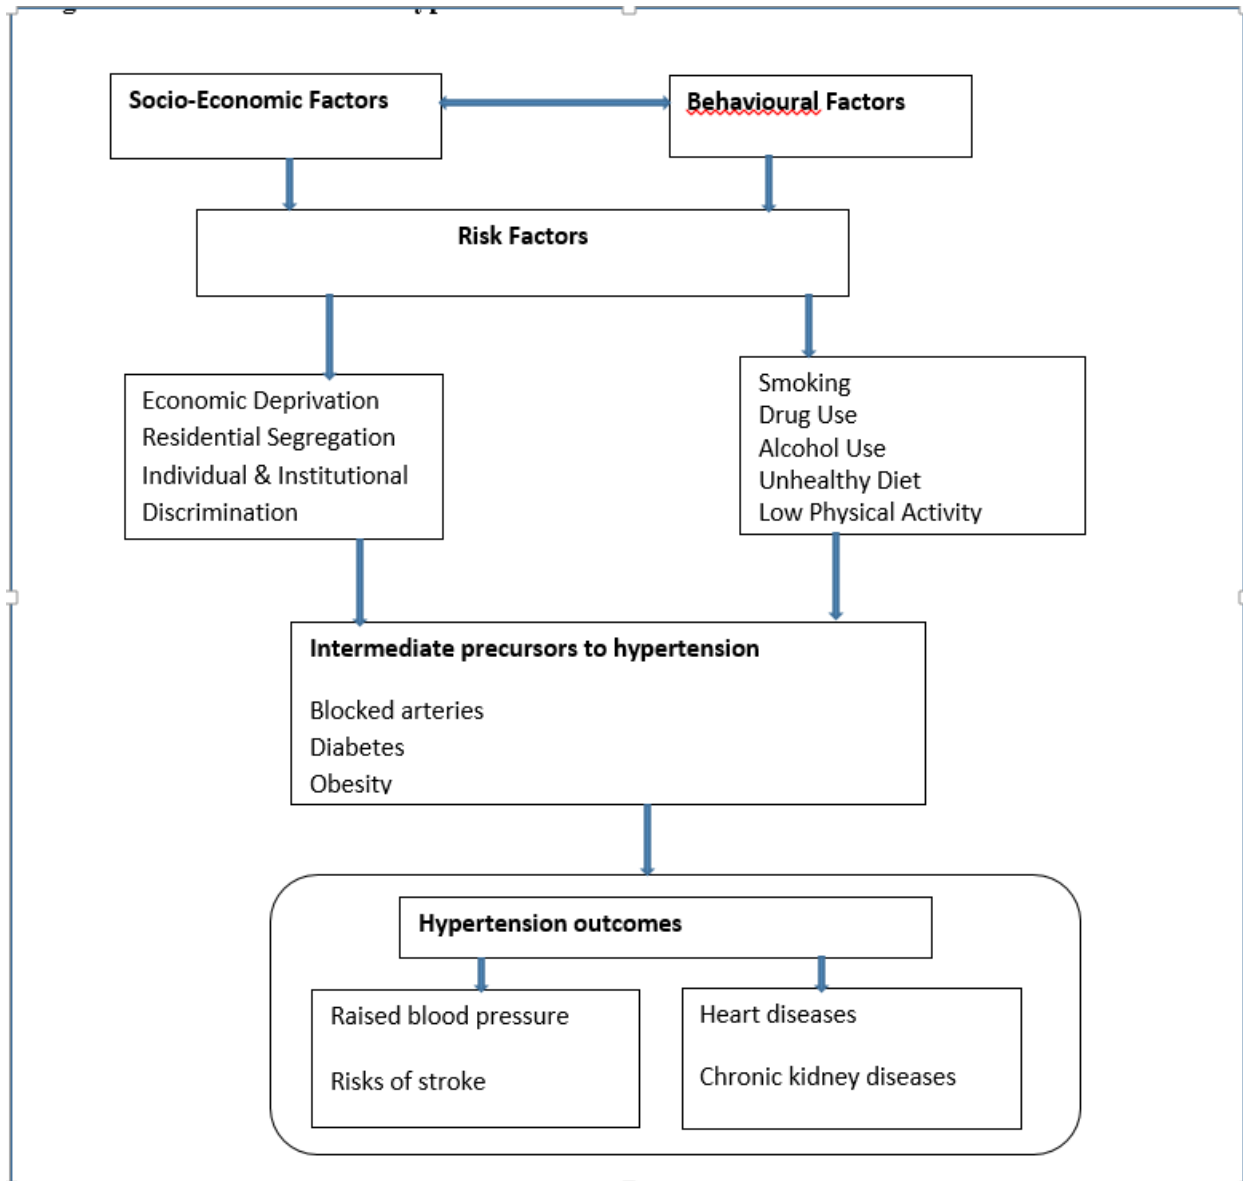 Socio-Economic Factors
Behavioural Factors
Risk Factors
Economic Deprivation
Residential Segregation
Individual & Institutional
Discrimination
Smoking
Drug Use
Alcohol Use
Unhealthy Diet
Low Physical Activity
Intermediate precursors to hypertension
Blocked arteries
Diabetes
Obesity
Hypertension outcomes
Raised blood pressure
Risks of stroke
Heart diseases
Chronic kidney diseases